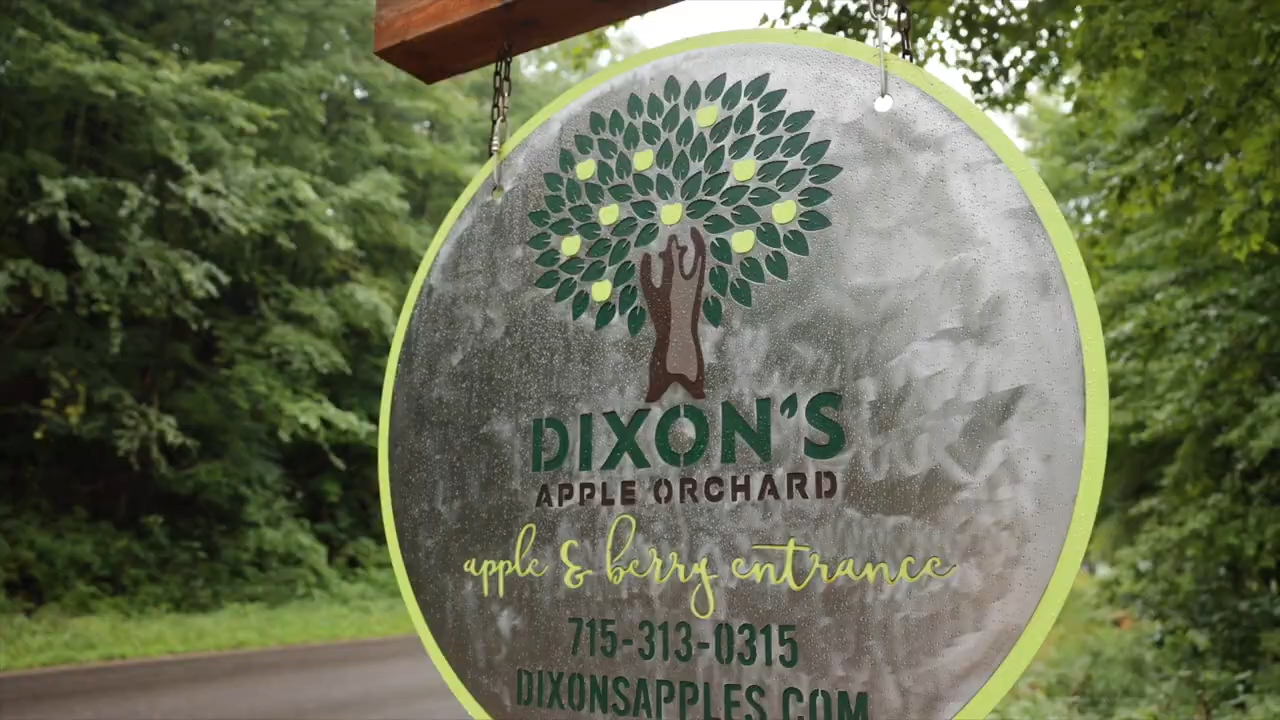 DIXON'S
APPLE ORCHARD
apple & berry entrance
715-313-0315
DIXONSAPPLES.COM